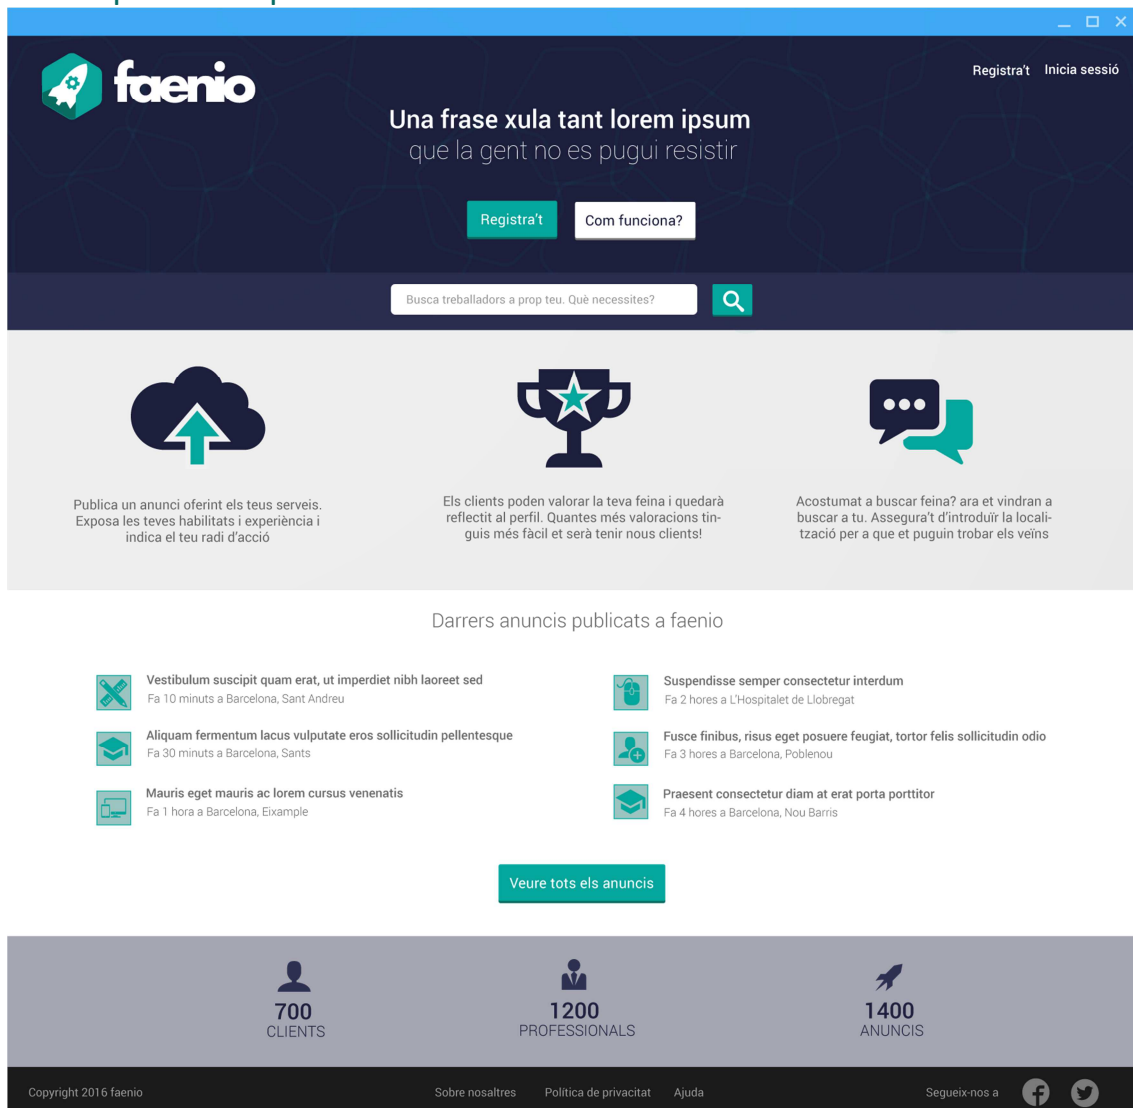 faenio
Registra't Inicia sessió
Una frase xula tant lorem ipsum
que la gent no es pugui resistir
Registra't
Com funciona?
Busca treballadors a prop teu. Què necessites?
Publica un anunci oferint els teus serveis.
Exposa les teves habilitats i experiència i
indica el teu radi d'acció
Els clients poden valorar la teva feina i quedarà
reflectit al perfil. Quantes més valoracions tin-
guis més fàcil et serà tenir nous clients!
Acostumat a buscar feina? ara et vindran a
buscar a tu. Assegura't d'introduïr la locali-
tzació per a que et puguin trobar els veïns
Darrers anuncis publicats a faenio
Vestibulum suscipit quam erat, ut imperdiet nibh laoreet sed
Fa 10 minuts a Barcelona, Sant Andreu
Aliquam fermentum lacus vulputate eros sollicitudin pellentesque
Fa 30 minuts a Barcelona, Sants
Mauris eget mauris ac lorem cursus venenatis
Fa 1 hora a Barcelona, Eixample
Suspendisse semper consectetur interdum
Fa 2 hores a L'Hospitalet de Llobregat
Fusce finibus, risus eget posuere feugiat, tortor felis sollicitudin odio
Fa 3 hores a Barcelona, Poblenou
Praesent consectetur diam at erat porta porttitor
Fa 4 hores a Barcelona, Nou Barris
Veure tots els anuncis
700
CLIENTS
1200
PROFESSIONALS
1400
ANUNCIS
Copyright 2016 faenio
Sobre nosaltres Política de privacitat Ajuda
Segueix-nos a